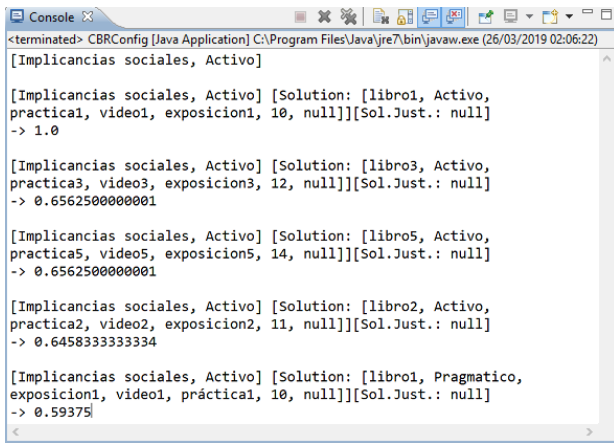 Console
<terminated> CBRConfig [Java Application] C:\Program Files\Java\jre7\bin\javaw.exe (26/03/2019 02:06:22)
[Implicancias sociales, Activo]
[Implicancias sociales, Activo] [Solution: [libro1, Activo,
practica1, video1, exposicion1, 10, null]][Sol.Just.: null]
-> 1.0
[Implicancias sociales, Activo] [Solution: [libro3, Activo,
practica3, video3, exposicion3, 12, null]][Sol.Just.: null]
-> 0.6562500000001
[Implicancias sociales, Activo] [Solution: [libro5, Activo,
practica5, video5, exposicion5, 14, null]][Sol.Just.: null]
-> 0.6562500000001
[Implicancias sociales, Activo] [Solution: [libro2, Activo,
practica2, video2, exposicion2, 11, null]][Sol.Just.: null]
-> 0.6458333333334
[Implicancias sociales, Activo] [Solution: [libro1, Pragmatico,
exposicion1, video1, práctica1, 10, null]][Sol.Just.: null]
-> 0.59375